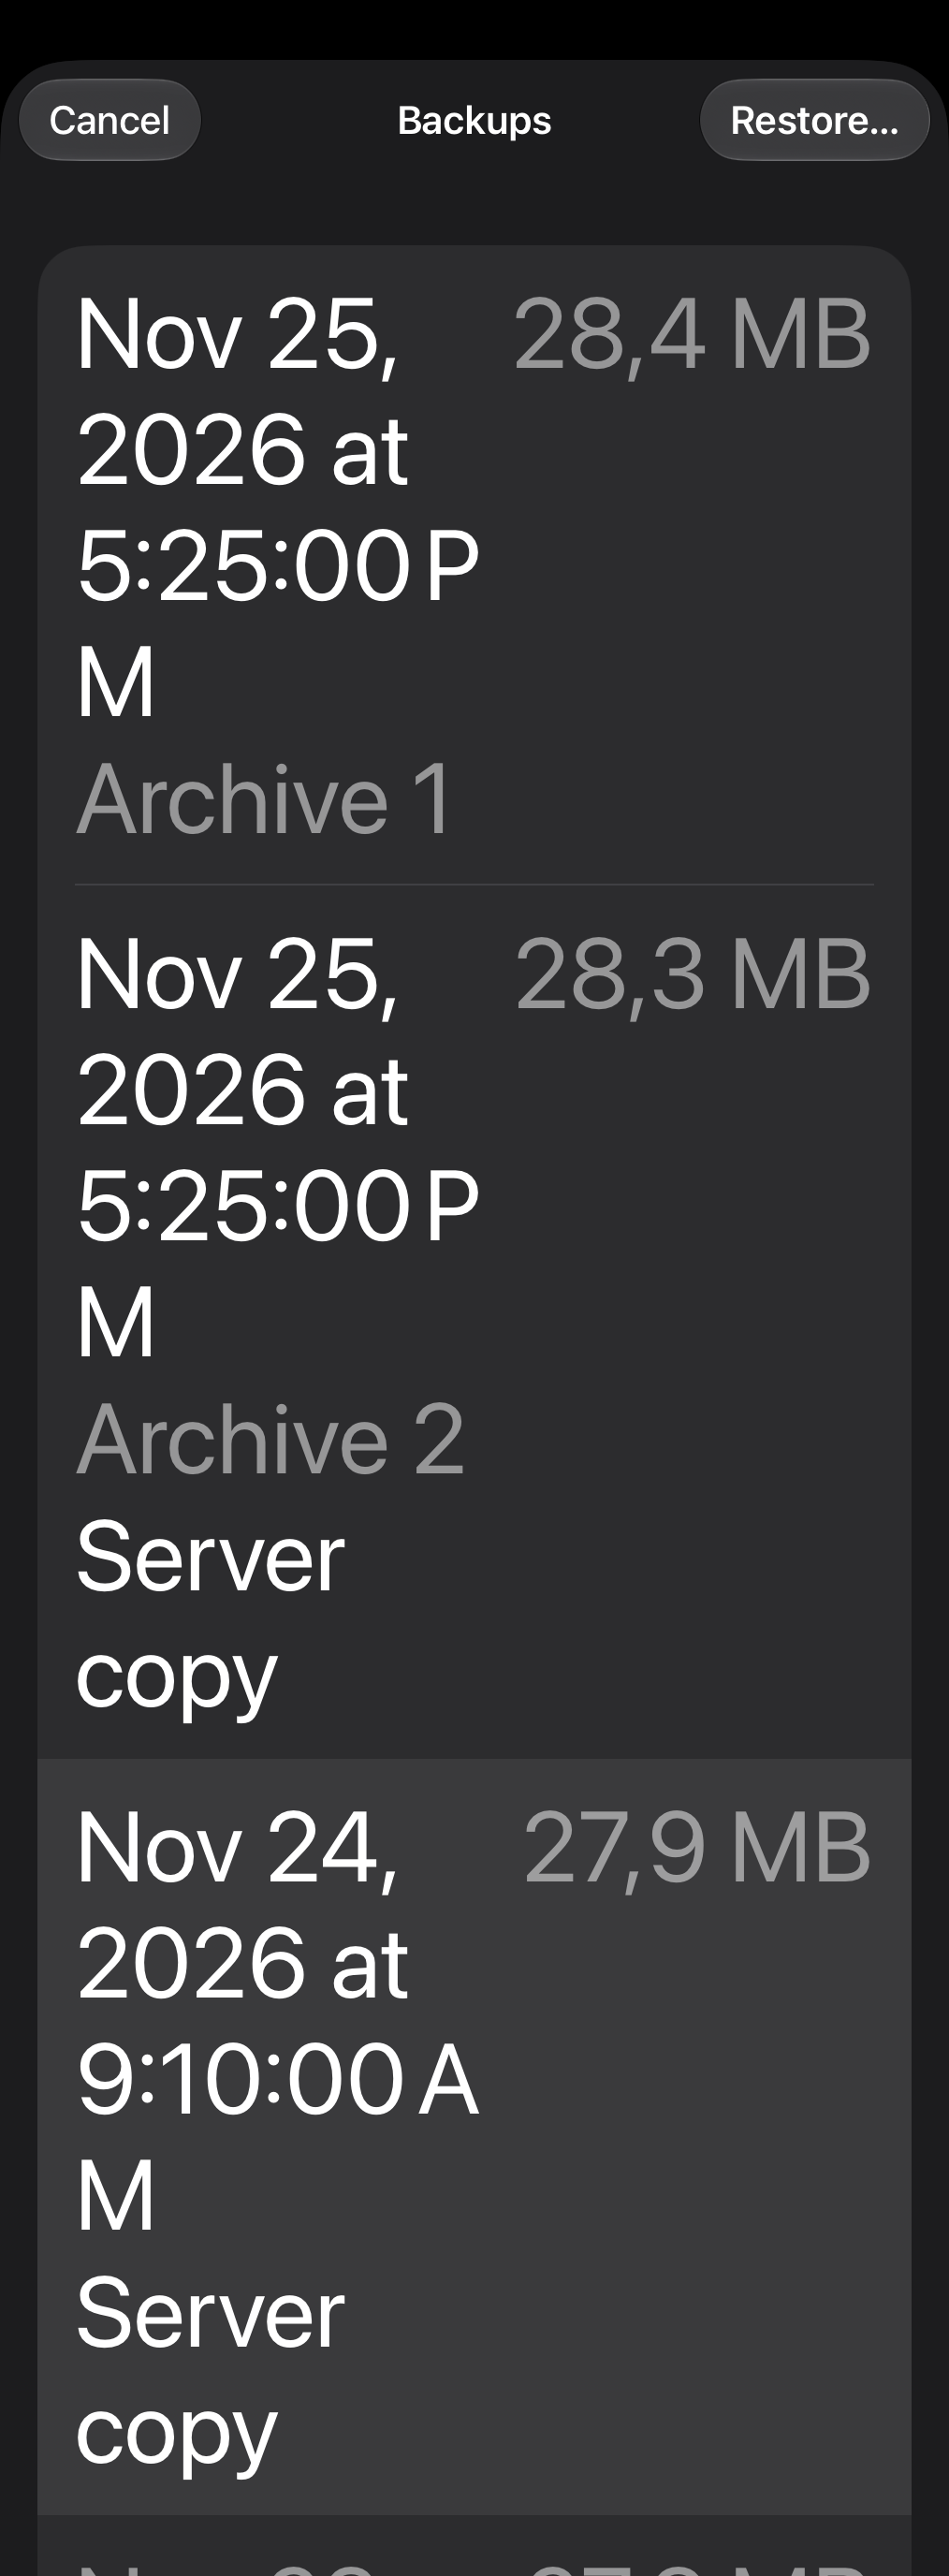 Cancel
Backups
Restore...
Nov 25,
28,4 MB
2026 at
5:25:00 P
M
Archive 1
Nov 25,
28,3 MB
2026 at
5:25:00 P
M
Archive 2
Server
copy
Nov 24,
27,9 MB
2026 at
9:10:00 A
M
Server
copy